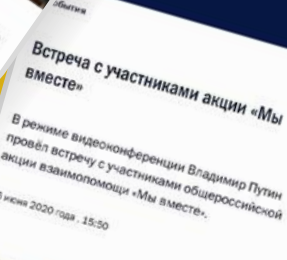 события
Встреча с участниками акции «Мы
вместе»
В режиме видеоконференции Владимир Путин
провёл встречу с участниками общероссийской
акции взаимопомощи «Мы вместе».
июня 2020 года, 15:50